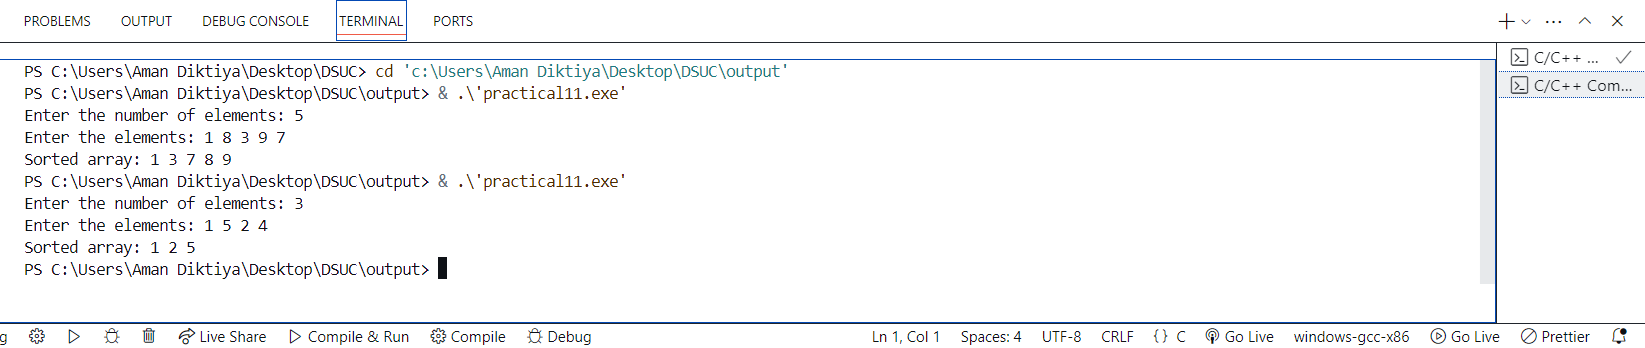 PROBLEMS OUTPUT DEBUG CONSOLE TERMINAL PORTS
PS C:\Users\Aman Diktiya\Desktop\DSUC> cd 'c:\Users\Aman Diktiya\Desktop\DSUC\output'
PS C:\Users\Aman Diktiya\Desktop\DSUC\output> & .\'practical11.exe'
Enter the number of elements: 5
Enter the elements: 1 8 3 9 7
Sorted array: 1 3 7 8 9
PS C:\Users\Aman Diktiya\Desktop\DSUC\output> & .\'practical11.exe'
Enter the number of elements: 3
Enter the elements: 1 5 2 4
Sorted array: 1 2 5
PS C:\Users\Aman Diktiya\Desktop\DSUC\output>
C/C++ ...
C/C++ Com...
g Live Share Compile & Run Compile Debug Ln 1, Col 1 Spaces: 4 UTF-8 CRLF {} C Go Live windows-gcc-x86 Go Live Prettier